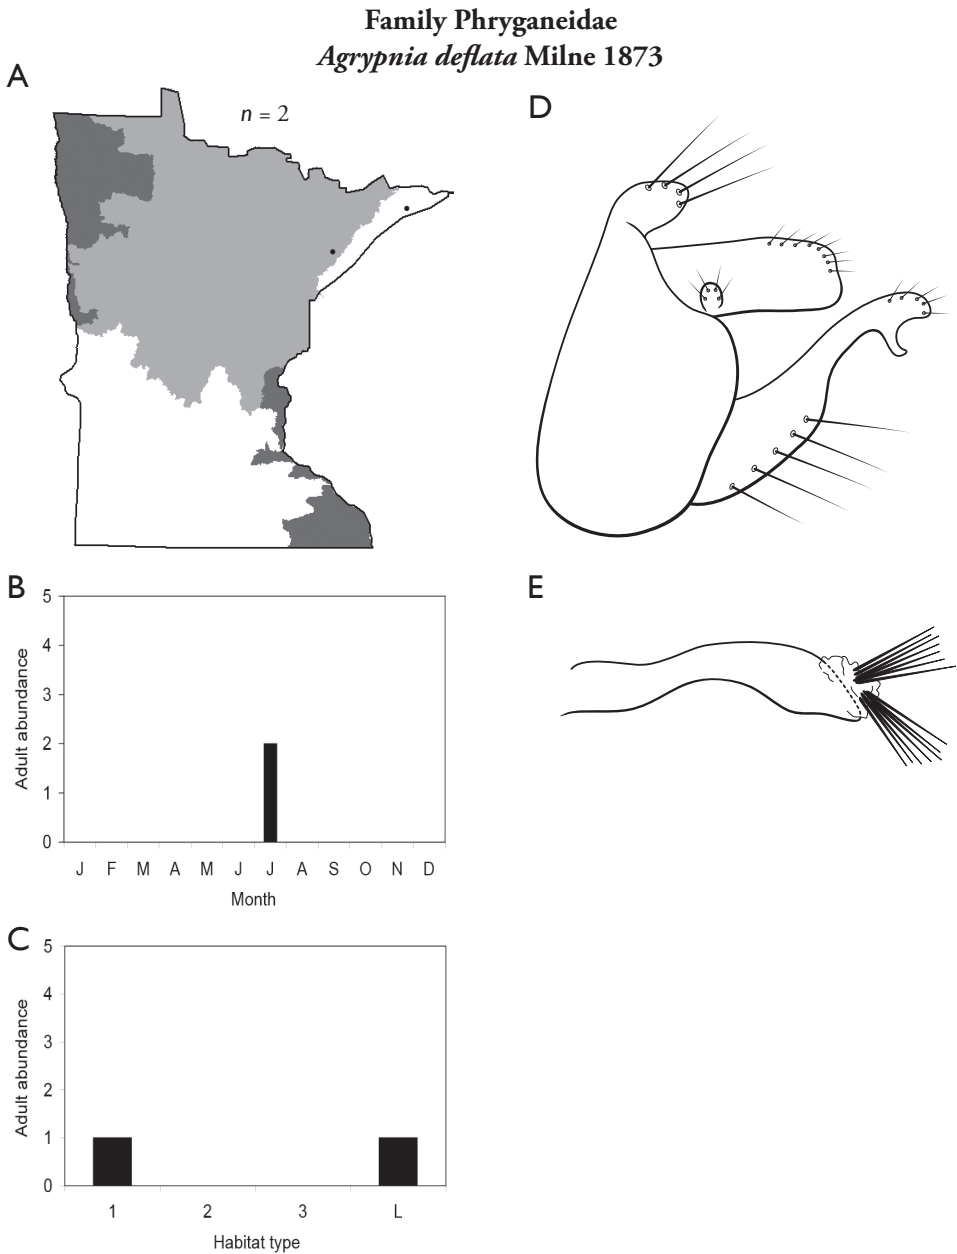 Family Phryganeidae
Agrypnia deflata Milne 1873
A
n = 2
D
B
5
4
3
2
1
0
Adult abundance
J F M A M J J A S O N D
Month
E
C
5
4
3
2
1
0
Adult abundance
1 2 3 L
Habitat type